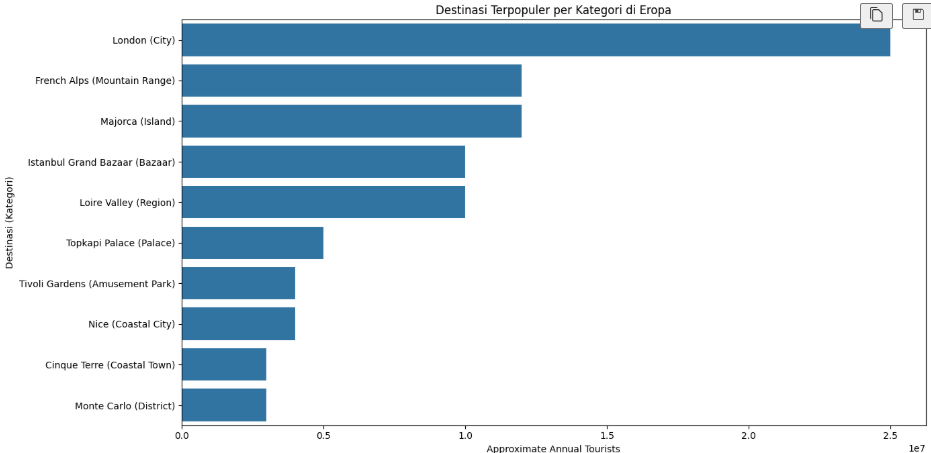 Destinasi Terpopuler per Kategori di Eropa
Destinasi (Kategori)
London (City)
French Alps (Mountain Range)
Majorca (Island)
Istanbul Grand Bazaar (Bazaar)
Loire Valley (Region)
Topkapi Palace (Palace)
Tivoli Gardens (Amusement Park)
Nice (Coastal City)
Cinque Terre (Coastal Town)
Monte Carlo (District)
0.0 0.5 1.0 1.5 2.0 2.5
1e7
Approximate Annual Tourists